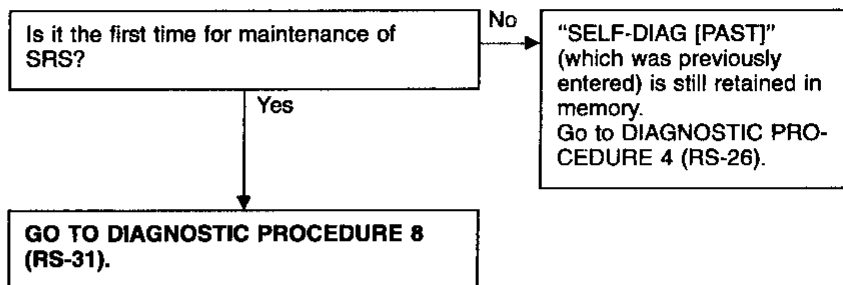 Is it the first time for maintenance of
SRS?
No
"SELF-DIAG [PAST]"
(which was previously
entered) is still retained in
memory.
Go to DIAGNOSTIC PRO-
CEDURE 4 (RS-26).
Yes
GO TO DIAGNOSTIC PROCEDURE 8
(RS-31).